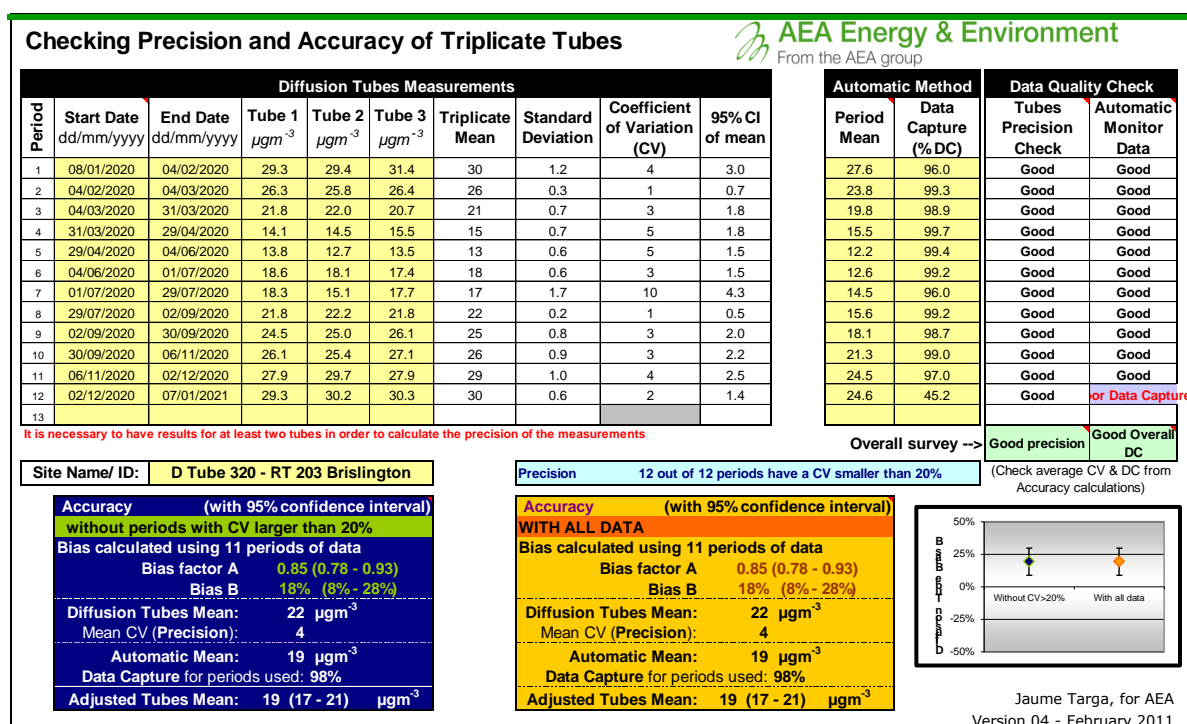 Checking Precision and Accuracy of Triplicate Tubes
AEA Energy & Environment
From the AEA group
Diffusion Tubes Measurements
Automatic Method
Data Quality Check
Period
Start Date dd/mm/yyyy
End Date dd/mm/yyyy
Tube 1 µgm-3
Tube 2 µgm-3
Tube 3 µgm-3
Triplicate Mean
Standard Deviation
Coefficient of Variation (CV)
95% CI of mean
Period Mean
Data Capture (% DC)
Tubes Precision Check
Automatic Monitor Data
1 08/01/2020 04/02/2020 29.3 29.4 31.4 30 1.2 4 3.0 27.6 96.0 Good Good
2 04/02/2020 04/03/2020 26.3 25.8 26.4 26 0.3 1 0.7 23.8 99.3 Good Good
3 04/03/2020 31/03/2020 21.8 22.0 20.7 21 0.7 3 1.8 19.8 98.9 Good Good
4 31/03/2020 29/04/2020 14.1 14.5 15.5 15 0.7 5 1.8 15.5 99.7 Good Good
5 29/04/2020 04/06/2020 13.8 12.7 13.5 13 0.6 5 1.5 12.2 99.4 Good Good
6 04/06/2020 01/07/2020 18.6 18.1 17.4 18 0.6 3 1.5 12.6 99.2 Good Good
7 01/07/2020 29/07/2020 18.3 15.1 17.7 17 1.7 10 4.3 14.5 96.0 Good Good
8 29/07/2020 02/09/2020 21.8 22.2 21.8 22 0.2 1 0.5 15.6 99.2 Good Good
9 02/09/2020 30/09/2020 24.5 25.0 26.1 25 0.8 3 2.0 18.1 98.7 Good Good
10 30/09/2020 06/11/2020 26.1 25.4 27.1 26 0.9 3 2.2 21.3 99.0 Good Good
11 06/11/2020 02/12/2020 27.9 29.7 27.9 29 1.0 4 2.5 24.5 97.0 Good Good
12 02/12/2020 07/01/2021 29.3 30.2 30.3 30 0.6 2 1.4 24.6 45.2 Good or Data Capture
13
It is necessary to have results for at least two tubes in order to calculate the precision of the measurements
Overall survey --> Good precision Good Overall DC
Site Name/ ID: D Tube 320 - RT 203 Brislington
Precision 12 out of 12 periods have a CV smaller than 20%
(Check average CV & DC from
Accuracy calculations)
Accuracy (with 95% confidence interval)
without periods with CV larger than 20%
Bias calculated using 11 periods of data
Bias factor A 0.85 (0.78 - 0.93)
Bias B 18% (8% - 28%)
Diffusion Tubes Mean: 22 µgm-3
Mean CV (Precision): 4
Automatic Mean: 19 µgm-3
Data Capture for periods used: 98%
Adjusted Tubes Mean: 19 (17 - 21) µgm-3
Accuracy (with 95% confidence interval)
WITH ALL DATA
Bias calculated using 11 periods of data
Bias factor A 0.85 (0.78 - 0.93)
Bias B 18% (8% - 28%)
Diffusion Tubes Mean: 22 µgm-3
Mean CV (Precision): 4
Automatic Mean: 19 µgm-3
Data Capture for periods used: 98%
Adjusted Tubes Mean: 19 (17 - 21) µgm-3
50%
25%
0%
-25%
-50%
Without CV>20%
With all data
Jaume Targa, for AEA
Version 04 - February 2011